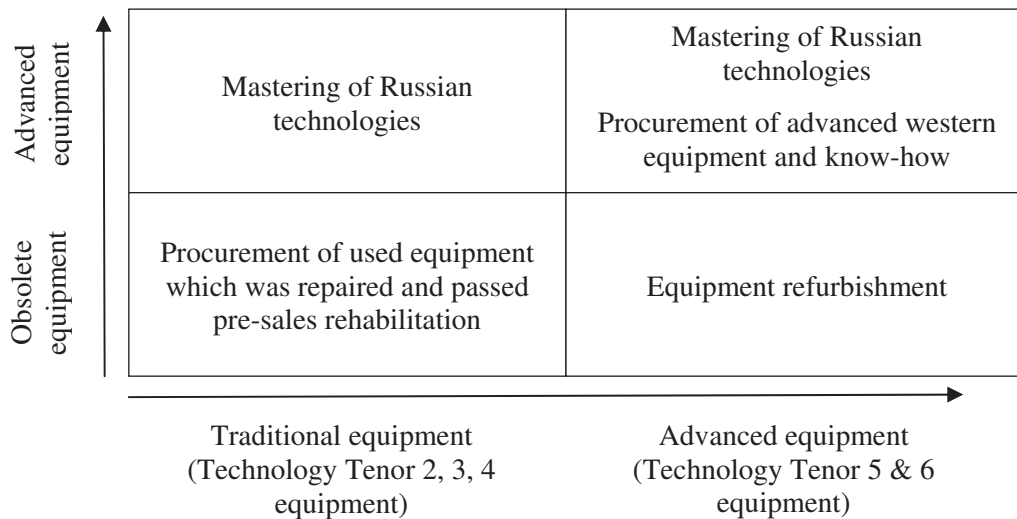 Advanced
equipment
Mastering of Russian
technologies
Mastering of Russian
technologies
Procurement of advanced western
equipment and know-how
Obsolete
equipment
Procurement of used equipment
which was repaired and passed
pre-sales rehabilitation
Equipment refurbishment
Traditional equipment
(Technology Tenor 2, 3, 4
equipment)
Advanced equipment
(Technology Tenor 5 & 6
equipment)